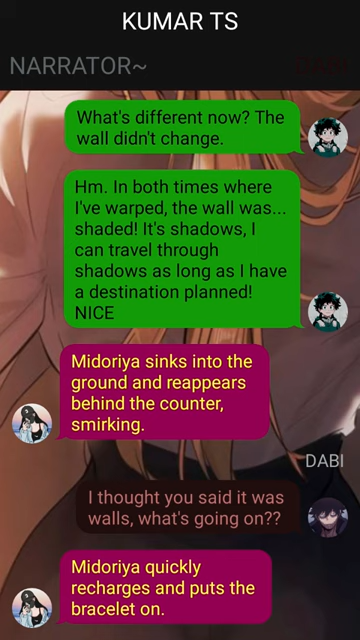 KUMAR TS
NARRATOR~
What's different now? The
wall didn't change.
Hm. In both times where
I've warped, the wall was...
shaded! It's shadows, I
can travel through
shadows as long as I have
a destination planned!
NICE
Midoriya sinks into the
ground and reappears
behind the counter,
smirking.
DABI
I thought you said it was
walls, what's going on??
Midoriya quickly
recharges and puts the
bracelet on.